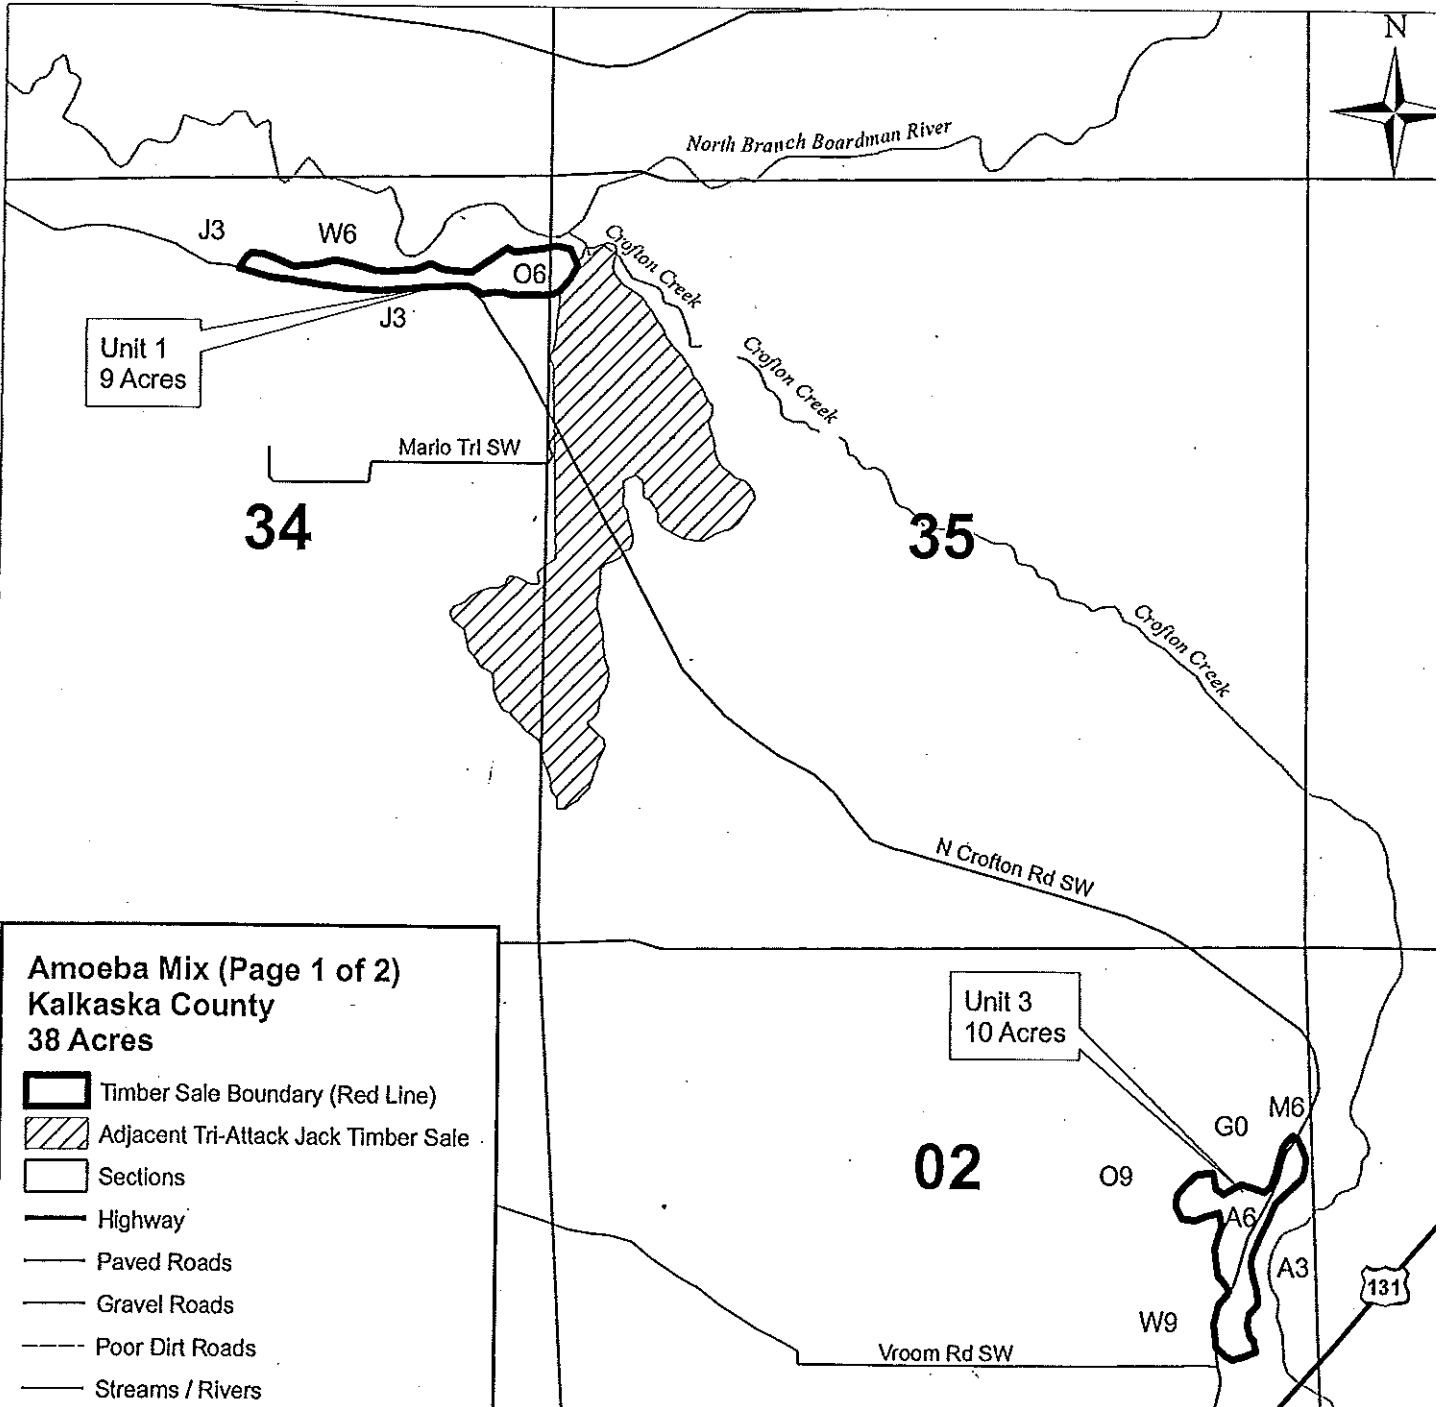 N
North Branch Boardman River
J3
W6
O6
Crofton Creek
J3
Unit 1
9 Acres
Crofton Creek
Marlo Trl SW
34
35
Crofton Creek
N Crofton Rd SW
Amoeba Mix (Page 1 of 2)
Kalkaska County
38 Acres
Timber Sale Boundary (Red Line)
Adjacent Tri-Attack Jack Timber Sale
Sections
Highway
Paved Roads
Gravel Roads
Poor Dirt Roads
Streams / Rivers
Unit 3
10 Acres
M6
G0
02
O9
A6
A3
131
W9
Vroom Rd SW